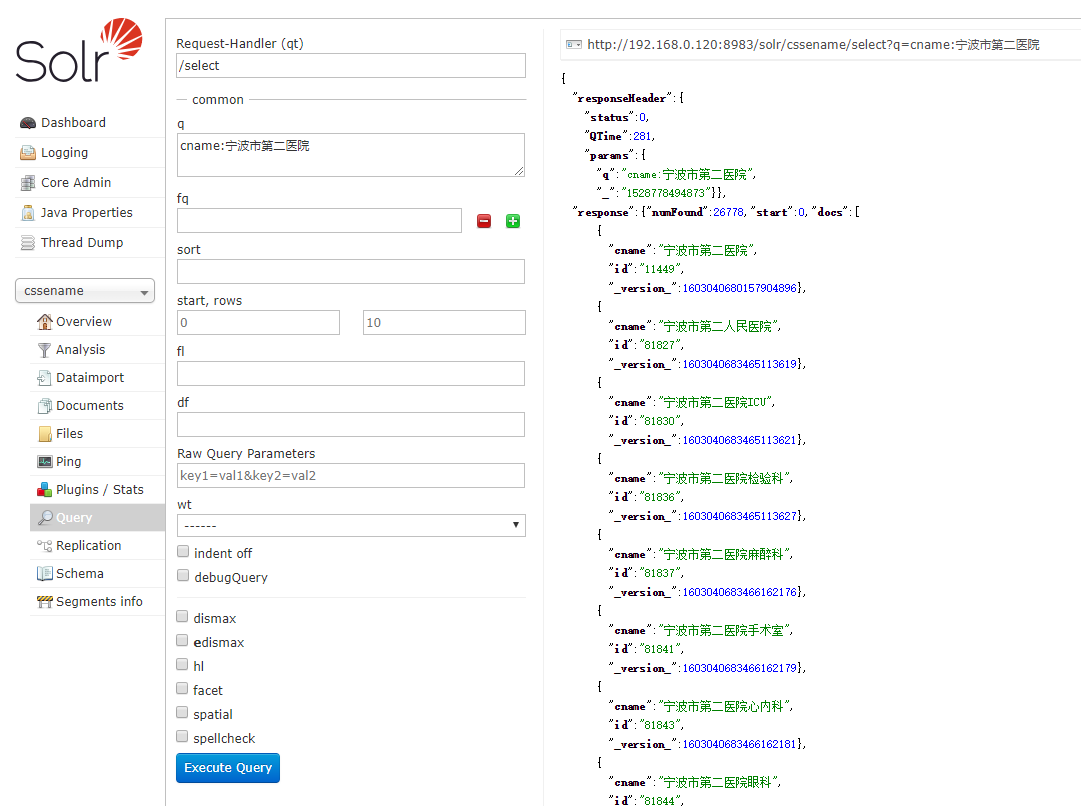 Solr
Dashboard
Logging
Core Admin
Java Properties
Thread Dump
cssename
Overview
Analysis
Dataimport
Documents
Files
Ping
Plugins / Stats
Query
Replication
Schema
Segments info
Request-Handler (qt)
/select
common
q
cname:宁波市第二医院
fq
sort
start, rows
0
10
fl
df
Raw Query Parameters
key1=val1&key2=val2
wt
------
indent off
debugQuery
dismax
edismax
hl
facet
spatial
spellcheck
Execute Query
http://192.168.0.120:8983/solr/cssename/select?q=cname:宁波市第二医院
{
"responseHeader":{
"status":0,
"QTime":281,
"params":{
"q":"cname:宁波市第二医院",
"_":"1528778494873"}},
"response":{"numFound":26778,"start":0,"docs":[
{
"cname":"宁波市第二医院",
"id":"11449",
"_version_":1603040680157904896},
{
"cname":"宁波市第二人民医院",
"id":"81827",
"_version_":1603040683465113619},
{
"cname":"宁波市第二医院ICU",
"id":"81830",
"_version_":1603040683465113621},
{
"cname":"宁波市第二医院检验科",
"id":"81836",
"_version_":1603040683465113627},
{
"cname":"宁波市第二医院麻醉科",
"id":"81837",
"_version_":1603040683466162176},
{
"cname":"宁波市第二医院手术室",
"id":"81841",
"_version_":1603040683466162179},
{
"cname":"宁波市第二医院心内科",
"id":"81843",
"_version_":1603040683466162181},
{
"cname":"宁波市第二医院眼科",
"id":"81844",